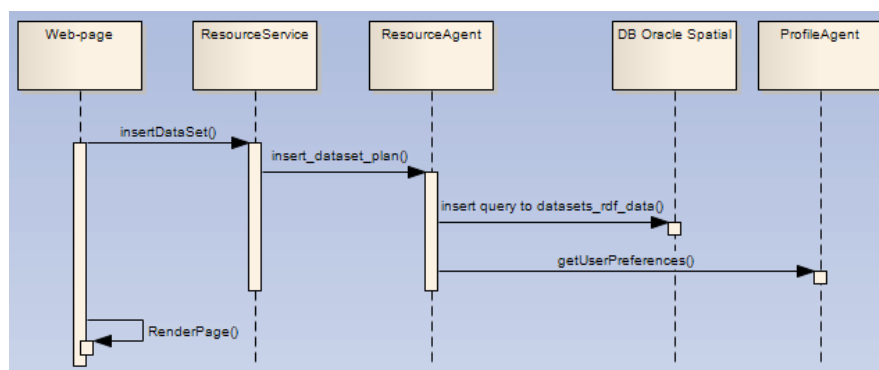 Web-page
ResourceService
ResourceAgent
DB Oracle Spatial
ProfileAgent
insertDataSet()
insert_dataset_plan()
insert query to datasets_rdf_data()
getUserPreferences()
RenderPage()